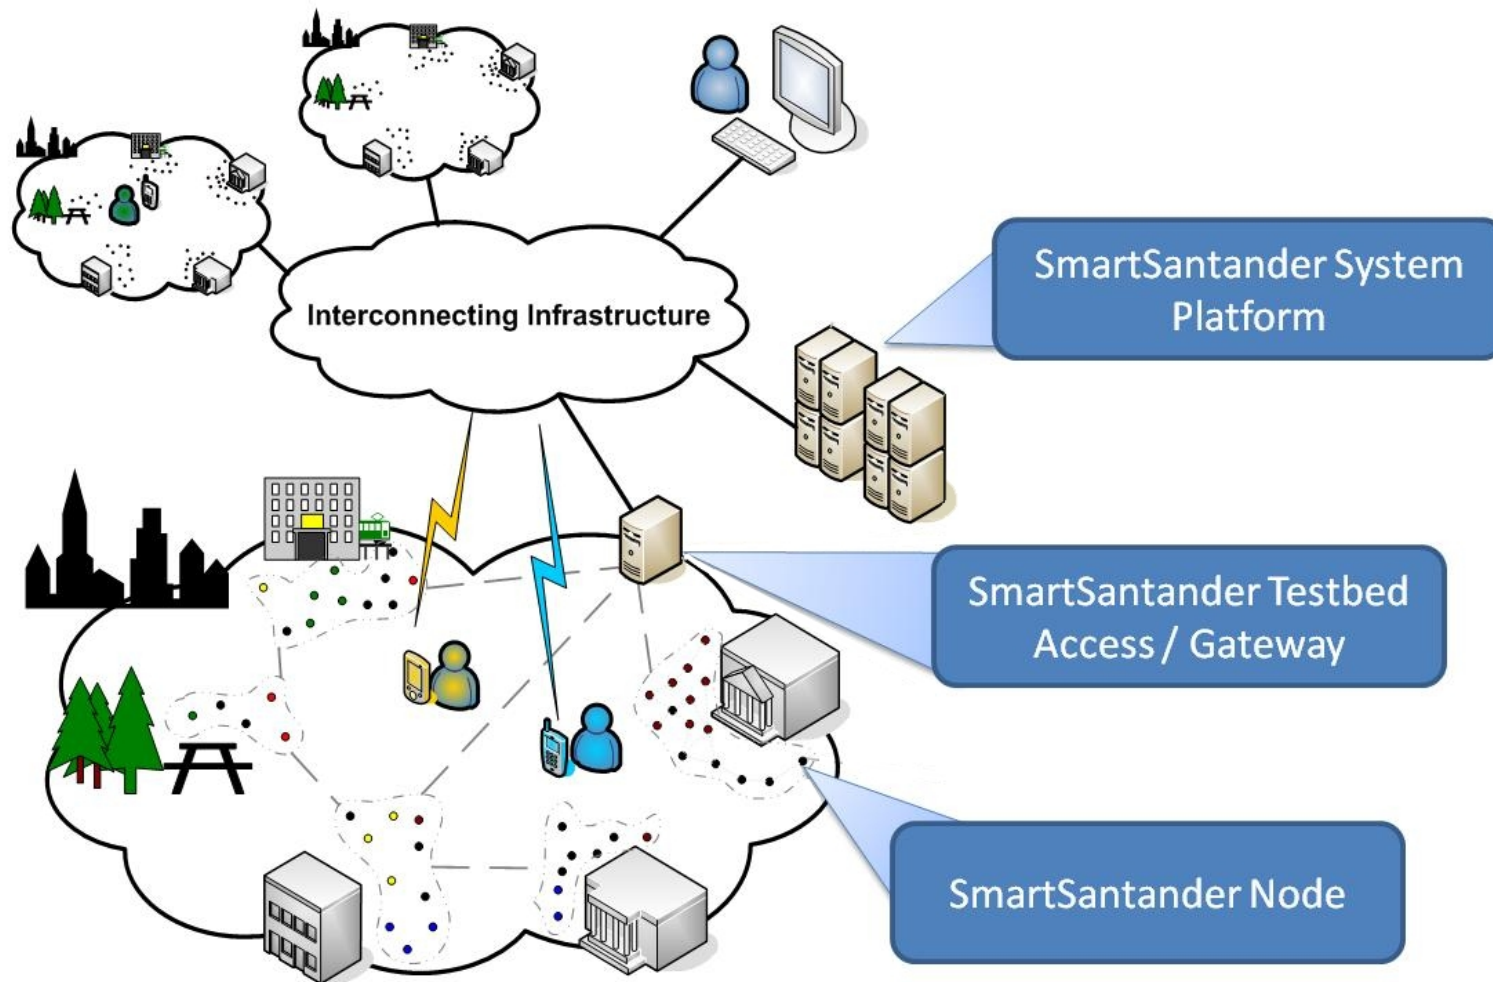 Interconnecting Infrastructure
SmartSantander System
Platform
SmartSantander Testbed
Access / Gateway
SmartSantander Node